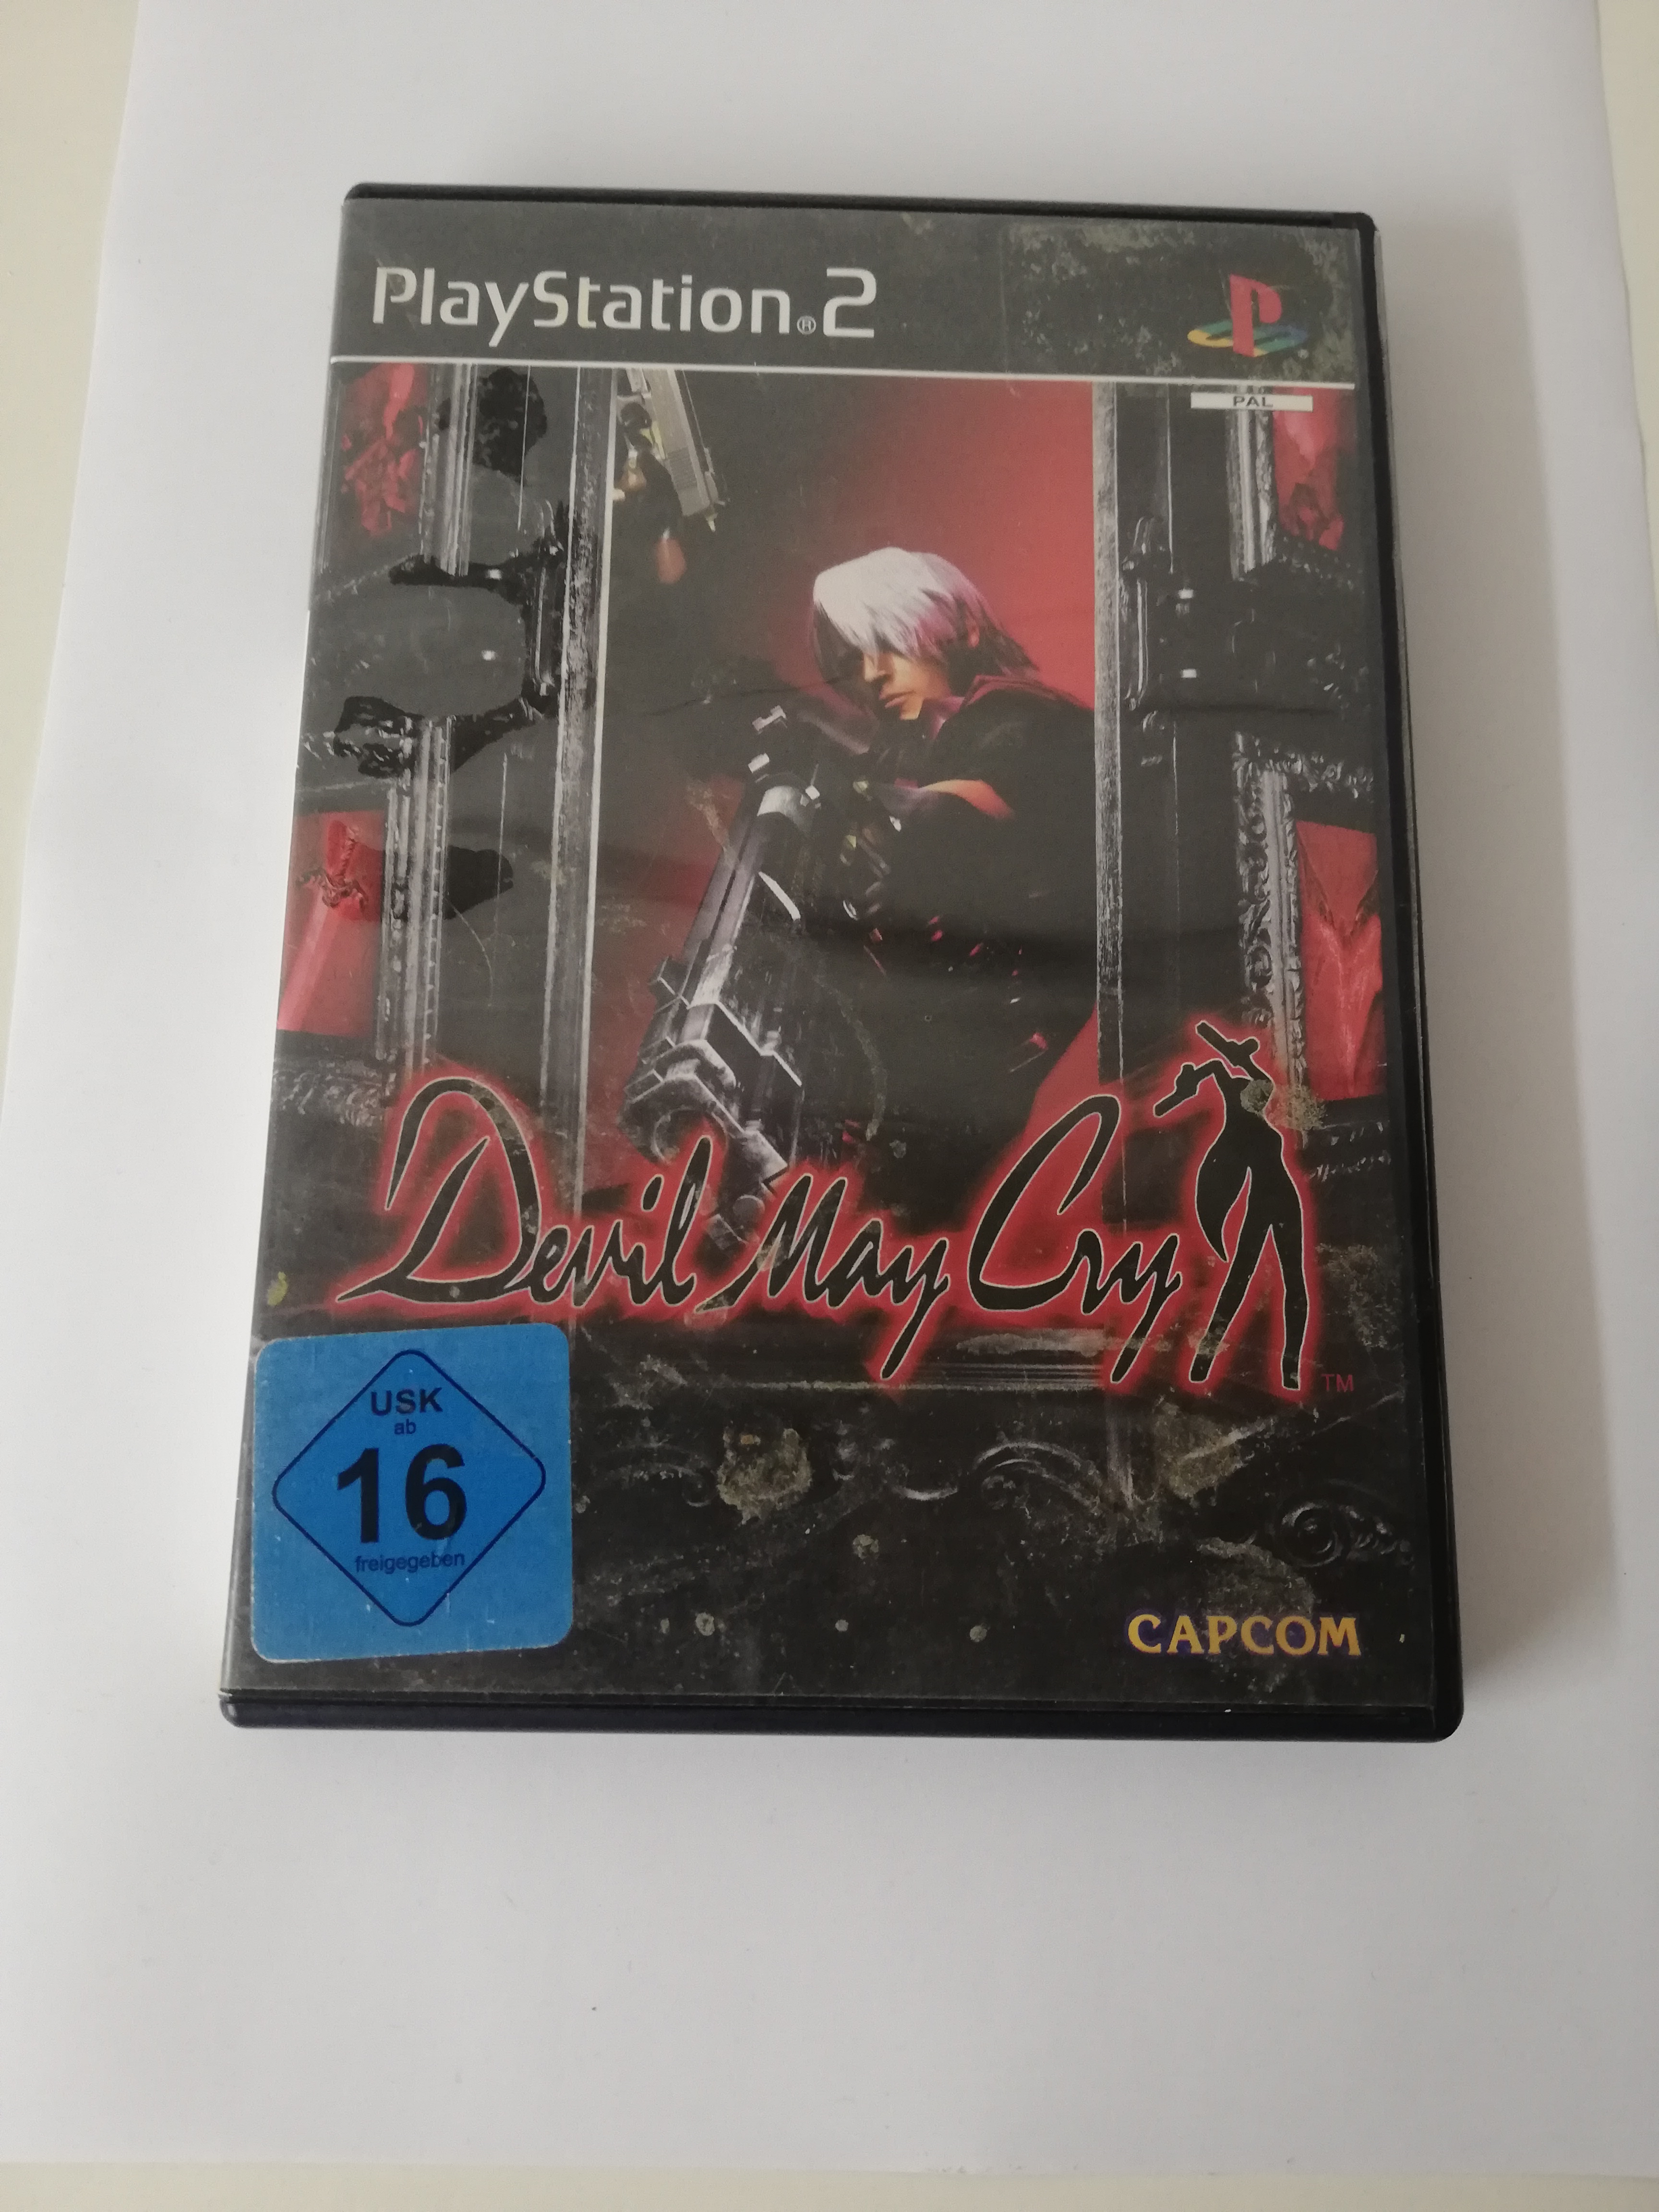 PlayStation®2
PAL
Devil May Cry
TM
USK
ab
16
freigegeben
CAPCOM